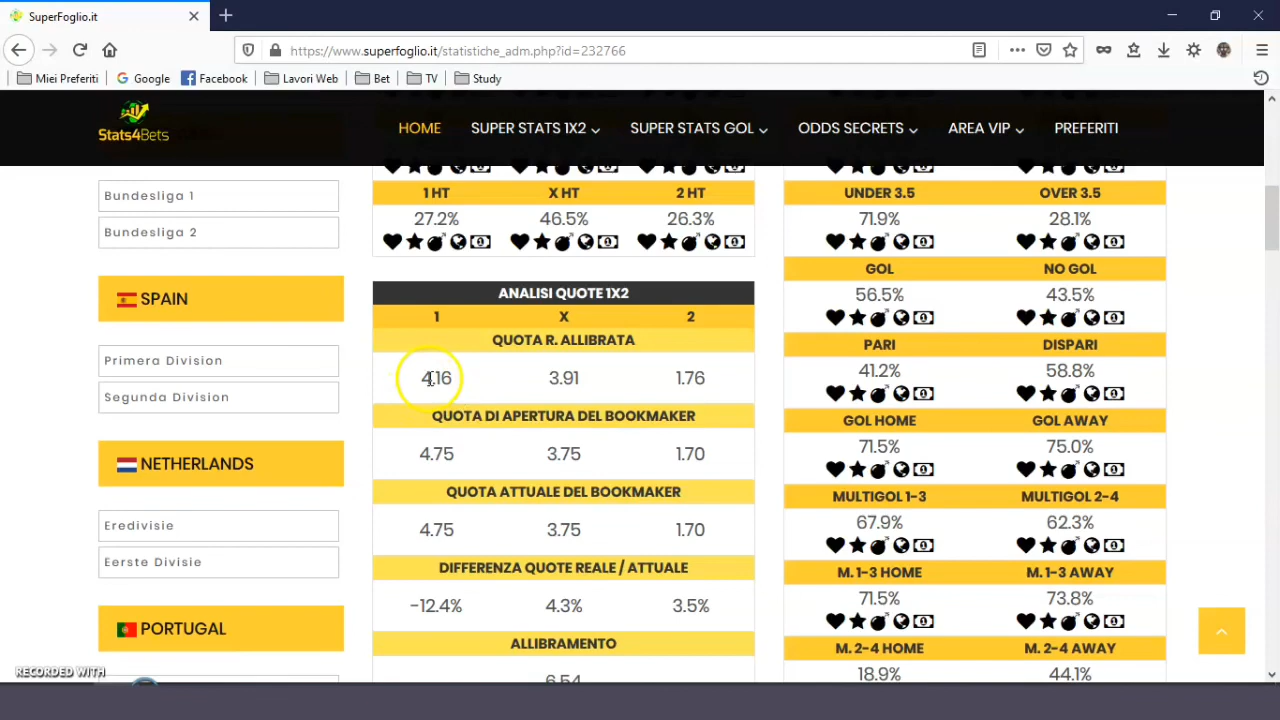 SuperFoglio.it
https://www.superfoglio.it/statistiche_adm.php?id=232766
Miei Preferiti Google Facebook Lavori Web Bet TV Study
Stats4Bets
HOME SUPER STATS 1X2 SUPER STATS GOL ODDS SECRETS AREA VIP PREFERITI
Bundesliga 1
Bundesliga 2
SPAIN
Primera Division
Segunda Division
NETHERLANDS
Eredivisie
Eerste Divisie
PORTUGAL
1 HT X HT 2 HT
27.2% 46.5% 26.3%
ANALISI QUOTE 1X2
1 X 2
QUOTA R. ALLIBRATA
4.16 3.91 1.76
QUOTA DI APERTURA DEL BOOKMAKER
4.75 3.75 1.70
QUOTA ATTUALE DEL BOOKMAKER
4.75 3.75 1.70
DIFFERENZA QUOTE REALE / ATTUALE
-12.4% 4.3% 3.5%
ALLIBRAMENTO
6.54
UNDER 3.5 OVER 3.5
71.9% 28.1%
GOL NO GOL
56.5% 43.5%
PARI DISPARI
41.2% 58.8%
GOL HOME GOL AWAY
71.5% 75.0%
MULTIGOL 1-3 MULTIGOL 2-4
67.9% 62.3%
M. 1-3 HOME M. 1-3 AWAY
71.5% 73.8%
M. 2-4 HOME M. 2-4 AWAY
18.9% 44.1%
RECORDED WITH